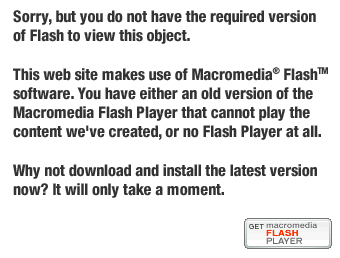 Sorry, but you do not have the required version
of Flash to view this object.
This web site makes use of Macromedia® Flash™
software. You have either an old version of the
Macromedia Flash Player that cannot play the
content we've created, or no Flash Player at all.
Why not download and install the latest version
now? It will only take a moment.
GET macromedia
FLASH
PLAYER